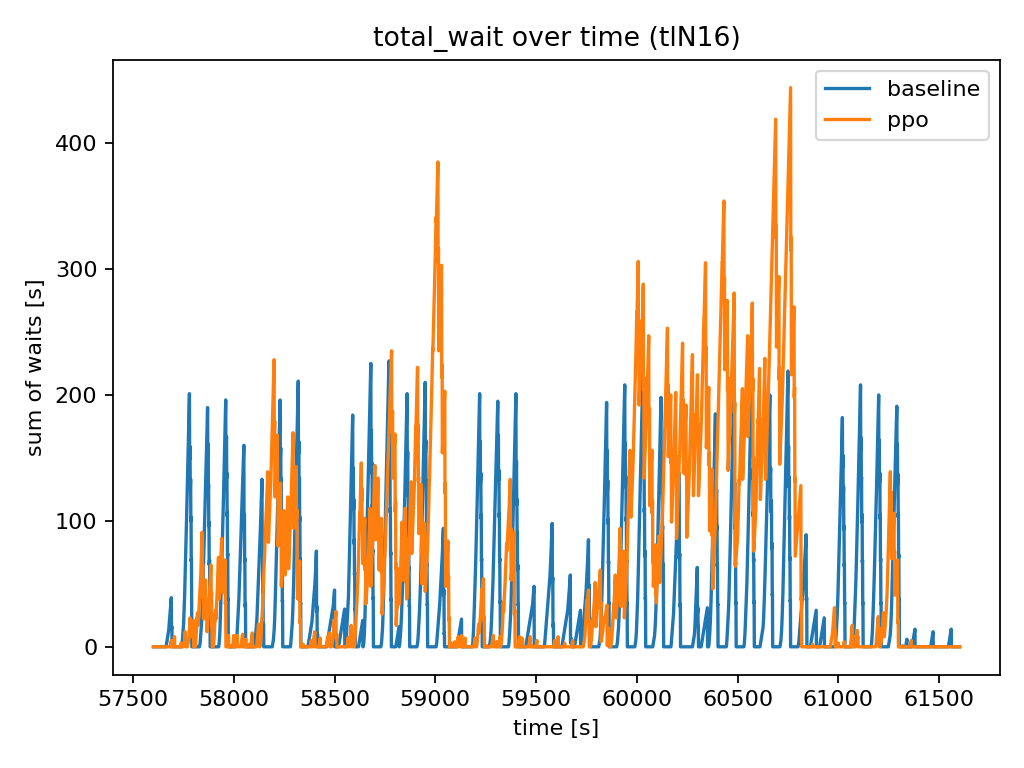 total_wait over time (tlN16)
baseline
ppo
sum of waits [s]
400
300
200
100
0
57500 58000 58500 59000 59500 60000 60500 61000 61500
time [s]